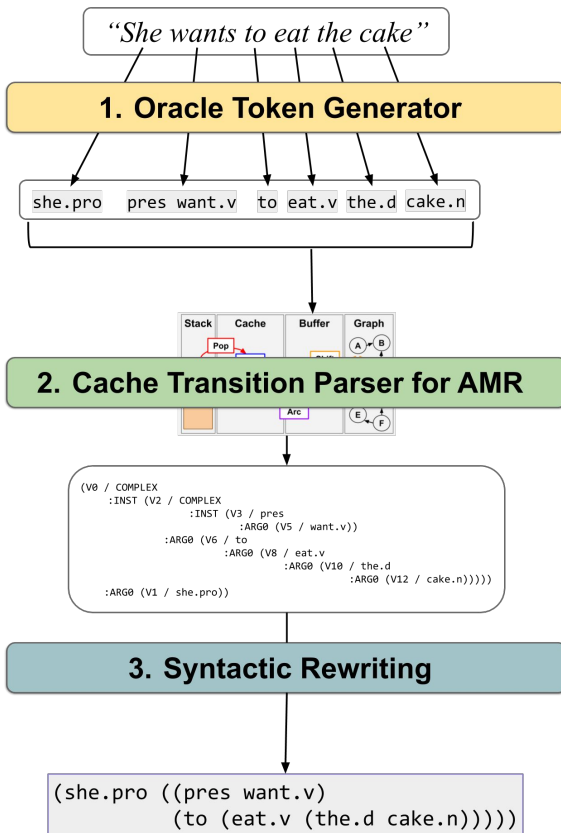 “She wants to eat the cake”
1. Oracle Token Generator
she.pro pres want.v to eat.v the.d cake.n
Stack Cache Buffer Graph
Pop
A B
2. Cache Transition Parser for AMR
Arc
E F
(V0 / COMPLEX
:INST (V2 / COMPLEX
:INST (V3 / pres
:ARG0 (V5 / want.v))
:ARG0 (V6 / to
:ARG0 (V8 / eat.v
:ARG0 (V10 / the.d
:ARG0 (V12 / cake.n)))))
:ARG0 (V1 / she.pro))
3. Syntactic Rewriting
(she.pro ((pres want.v)
(to (eat.v (the.d cake.n)))))